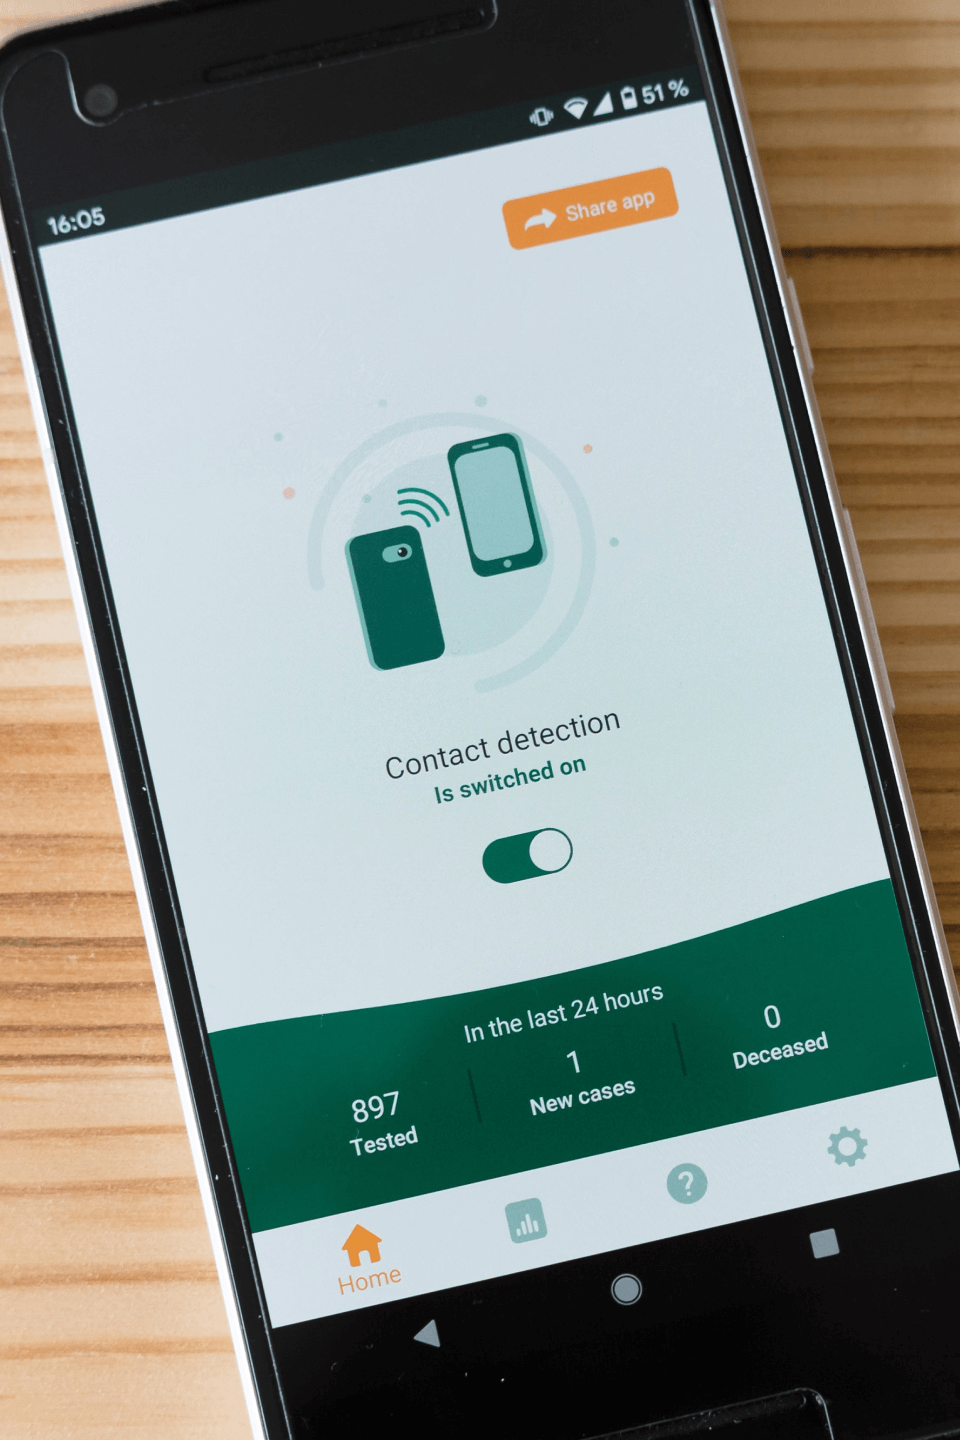 16:05
51 %
Share app
Contact detection
Is switched on
In the last 24 hours
897
Tested
1
New cases
0
Deceased
?
Home